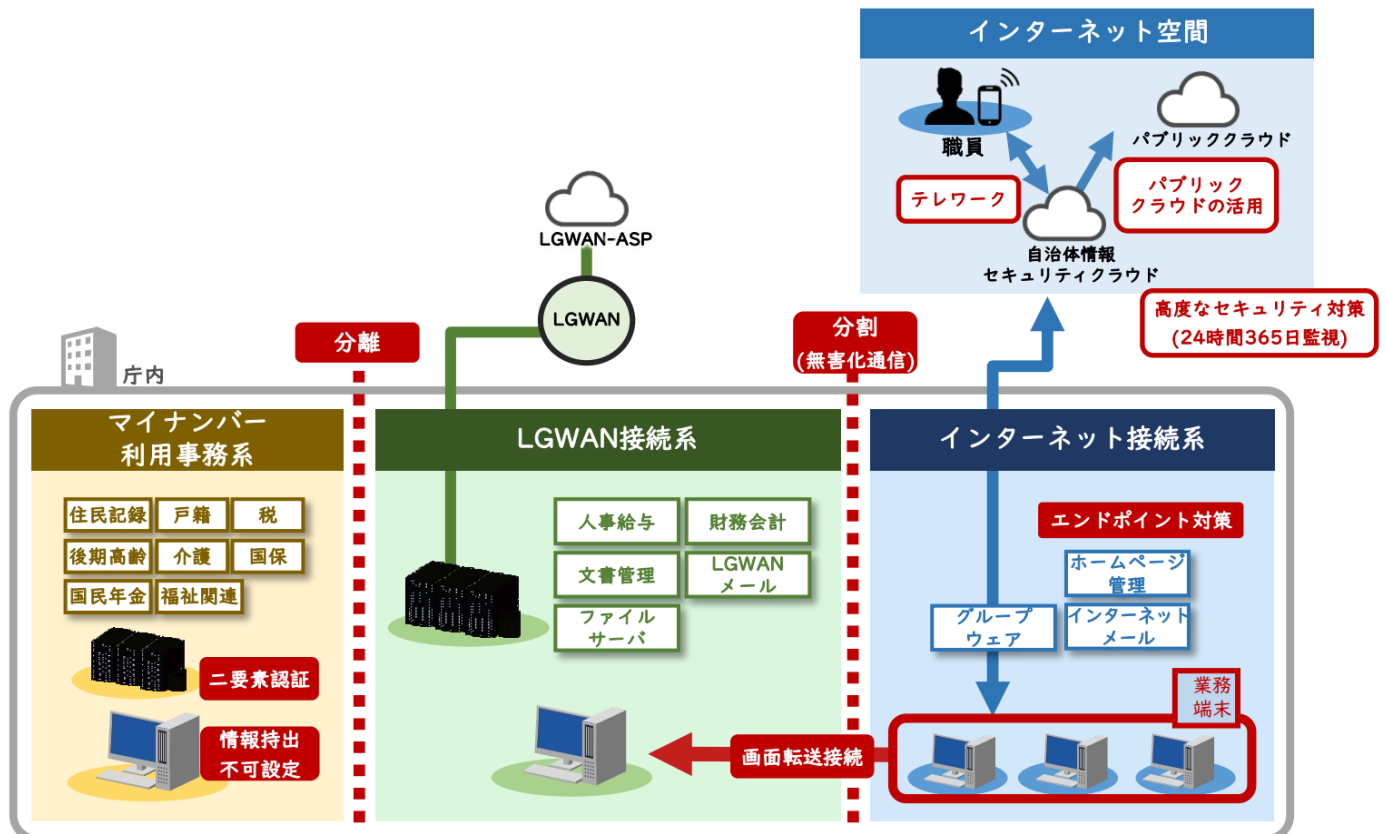 インターネット空間
職員
パブリッククラウド
テレワーク
パブリック
クラウドの活用
自治体情報
セキュリティクラウド
高度なセキュリティ対策
(24時間365日監視)
LGWAN-ASP
LGWAN
分離
分割
(無害化通信)
庁内
マイナンバー
利用事務系
住民記録
戸籍
税
後期高齢
介護
国保
国民年金
福祉関連
二要素認証
情報持出
不可設定
LGWAN接続系
人事給与
財務会計
文書管理
LGWAN
メール
ファイル
サーバ
画面転送接続
インターネット接続系
エンドポイント対策
ホームページ
管理
グループ
ウェア
インターネット
メール
業務
端末